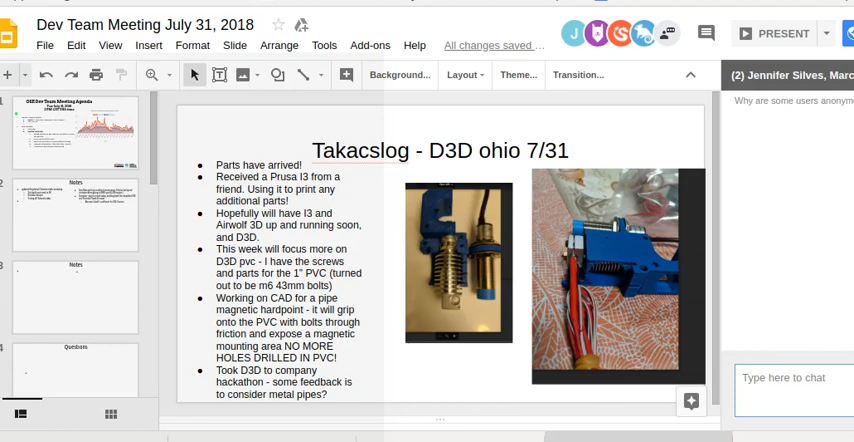 Dev Team Meeting July 31, 2018
File Edit View Insert Format Slide Arrange Tools Add-ons Help All changes saved ...
PRESENT
Background... Layout Theme... Transition...
(2) Jennifer Silves, Marc
Why are some users anonym
1
OSE Dev Team Meeting Agenda
2
Notes
3
Notes
4
Questions
Takacslog - D3D ohio 7/31
● Parts have arrived!
● Received a Prusa I3 from a
friend. Using it to print any
additional parts!
● Hopefully will have I3 and
Airwolf 3D up and running soon,
and D3D.
● This week will focus more on
D3D pvc - I have the screws
and parts for the 1" PVC (turned
out to be m6 43mm bolts)
● Working on CAD for a pipe
magnetic hardpoint - it will grip
onto the PVC with bolts through
friction and expose a magnetic
mounting area NO MORE
HOLES DRILLED IN PVC!
● Took D3D to company
hackathon - some feedback is
to consider metal pipes?
Type here to chat